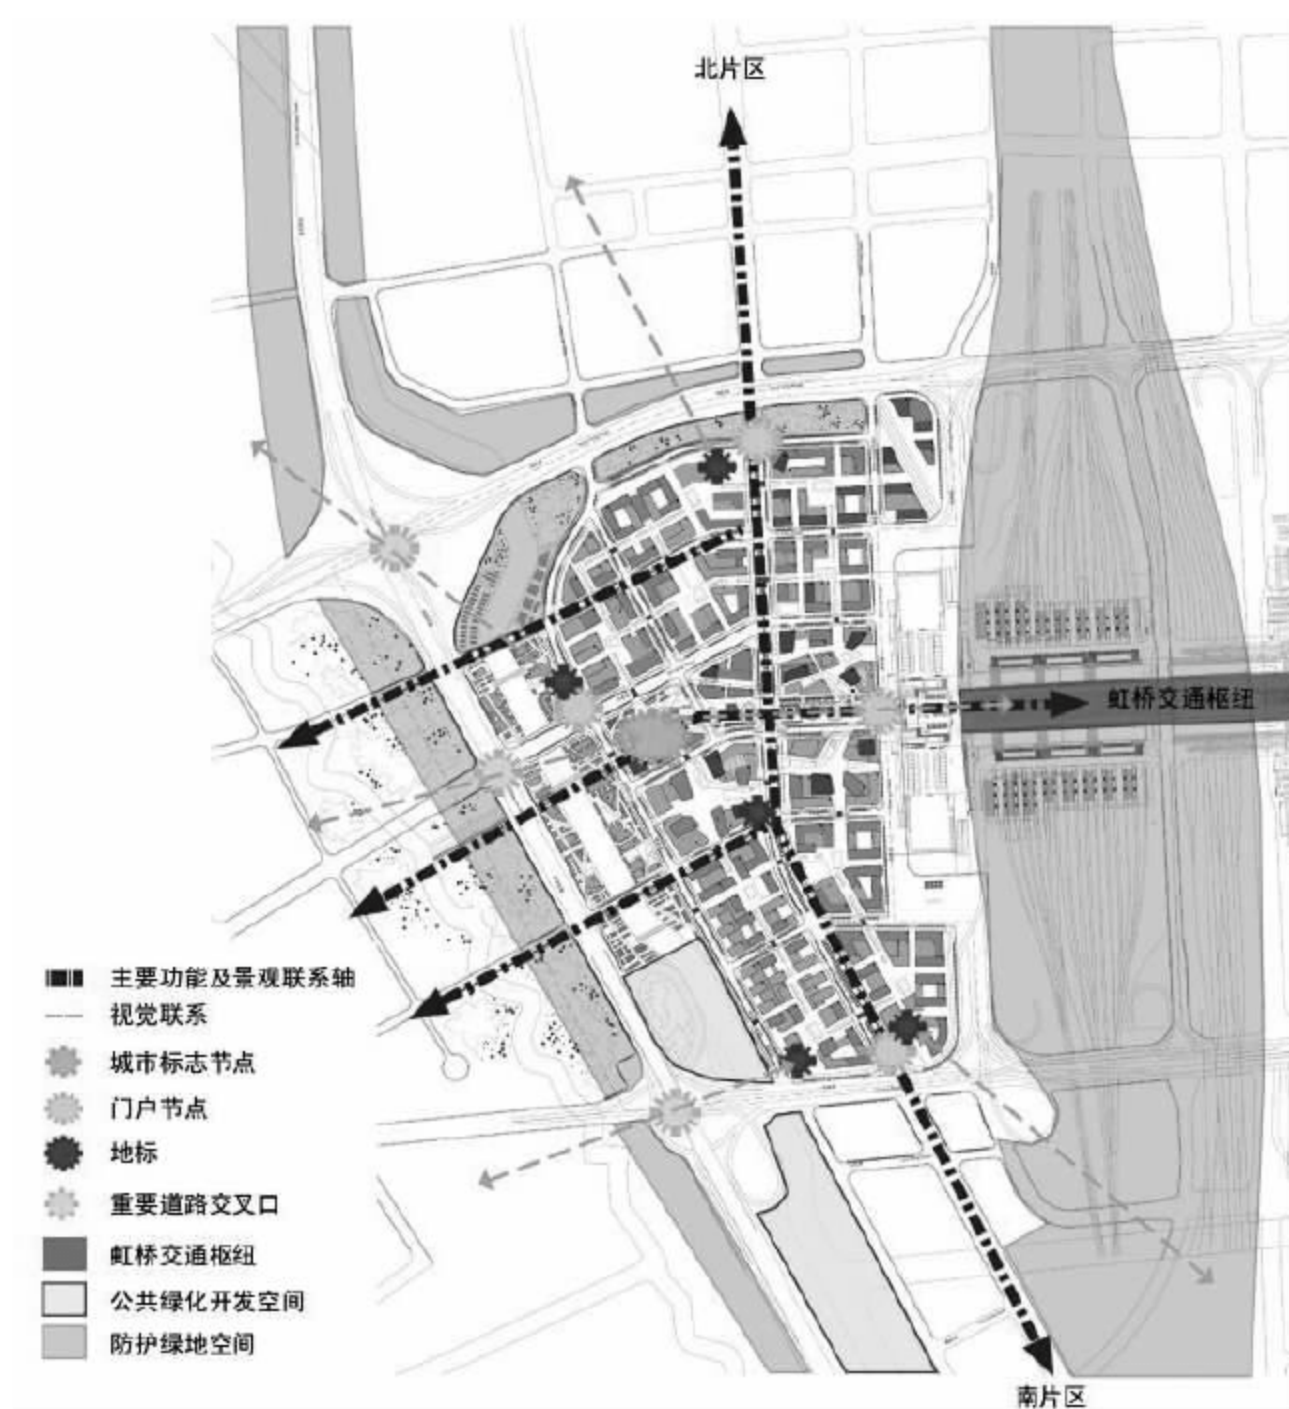 北片区
虹桥交通枢纽
主要功能及景观联系轴
视觉联系
城市标志节点
门户节点
地标
重要道路交叉口
虹桥交通枢纽
公共绿化开发空间
防护绿地空间
南片区